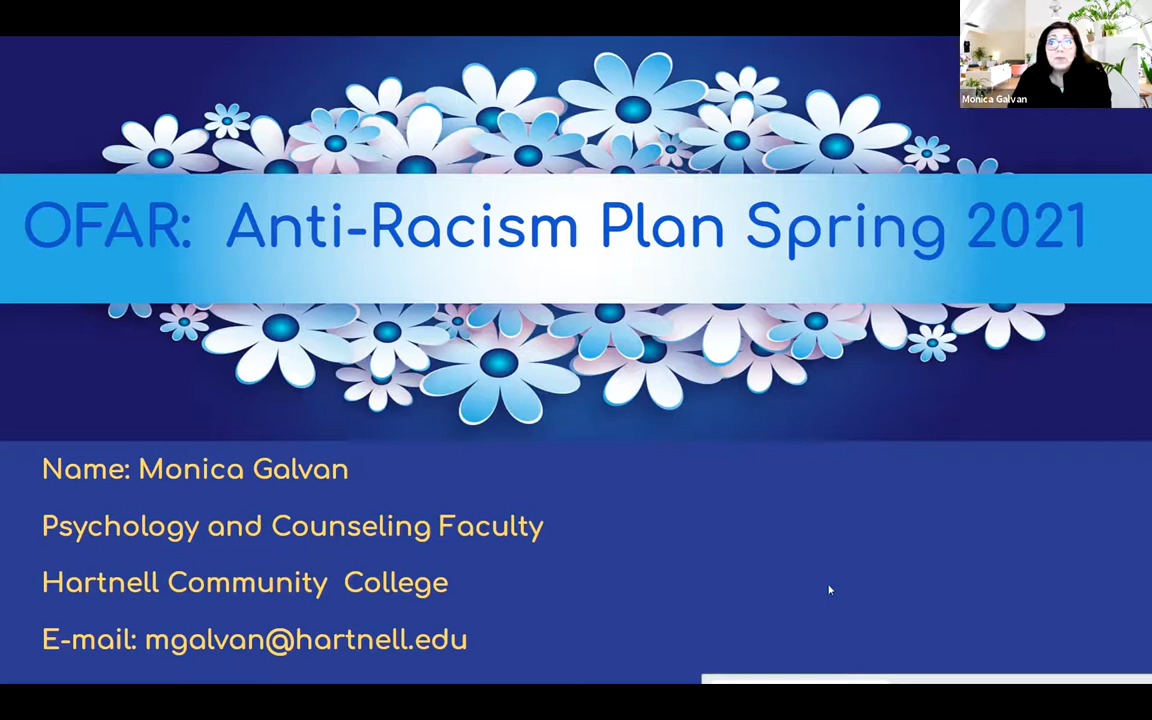 Monica Galvan
OFAR: Anti-Racism Plan Spring 2021
Name: Monica Galvan
Psychology and Counseling Faculty
Hartnell Community College
E-mail: mgalvan@hartnell.edu